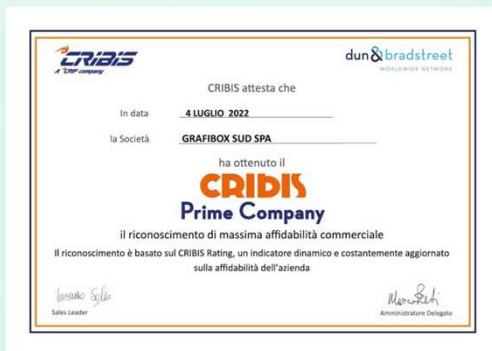 CRIBIS
A CRIF company
dun & bradstreet
WORLDWIDE NETWORK
CRIBIS attesta che
In data 4 LUGLIO 2022
la Società GRAFIBOX SUD SPA
ha ottenuto il
CRIBIS
Prime Company
il riconoscimento di massima affidabilità commerciale
Il riconoscimento è basato sul CRIBIS Rating, un indicatore dinamico e costantemente aggiornato
sulla affidabilità dell'azienda
Sales Leader
Amministratore Delegato